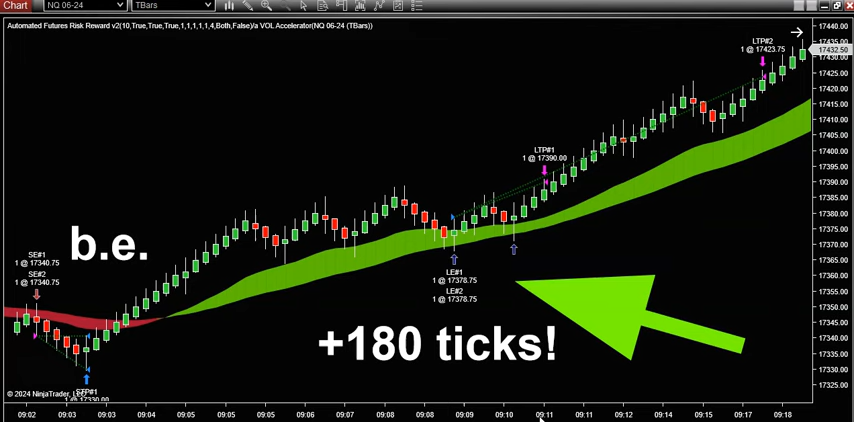 Chart
NQ 06-24
TBars
Automated Futures Risk Reward v2(10,True,True,True,1,1,1,1,1,4,Both,False)/a VOL Accelerator(NQ 06-24 (TBars))
17440.00
17435.00
17432.50
17425.00
17420.00
17415.00
17410.00
17405.00
17400.00
17395.00
17390.00
17385.00
17380.00
17375.00
17370.00
17365.00
17360.00
17355.00
17350.00
17345.00
17340.00
17335.00
17330.00
17325.00
LTP#2
1 @ 17423.75
LTP#1
1 @ 17390.00
b.e.
SE#1
1 @ 17340.75
SE#2
1 @ 17340.75
LE#1
1 @ 17378.75
LE#2
1 @ 17378.75
+180 ticks!
© 2024 NinjaTrader, LLC
STP#1
1 @ 17330.00
09:02 09:03 09:03 09:04 09:05 09:05 09:06 09:07 09:08 09:08 09:09 09:10 09:11 09:11 09:12 09:13 09:15 09:17 09:18